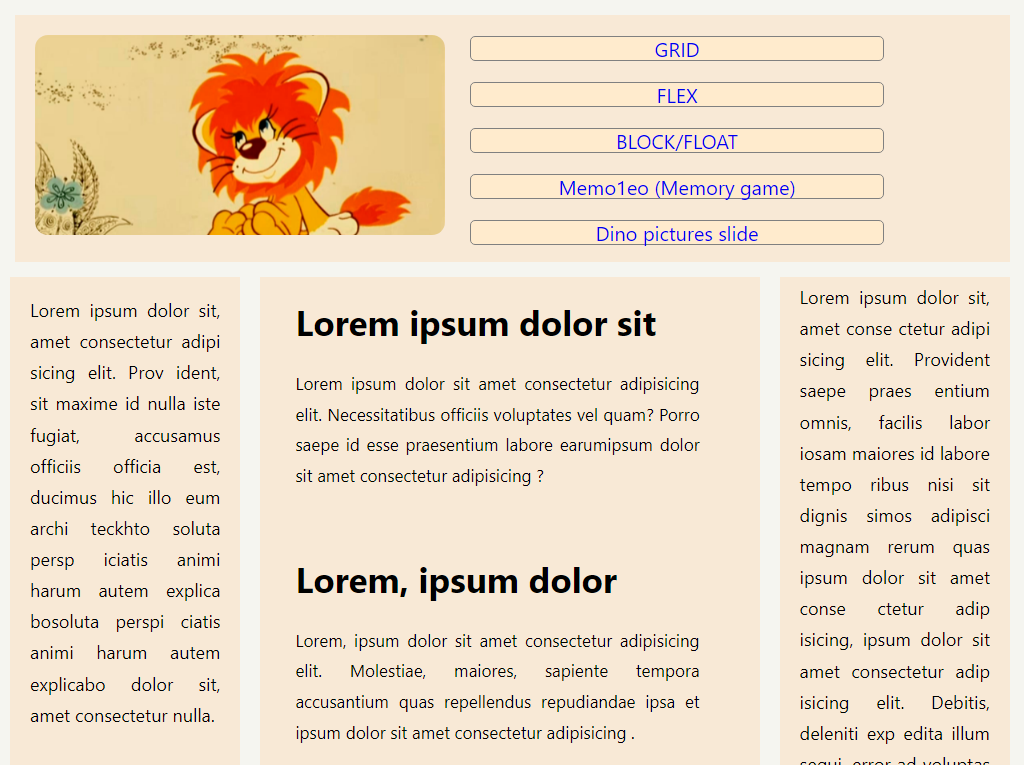 GRID
FLEX
BLOCK/FLOAT
Memo1eo (Memory game)
Dino pictures slide
Lorem ipsum dolor sit,
amet consectetur adipi
sicing elit. Prov ident,
sit maxime id nulla iste
fugiat, accusamus
officiis officia est,
ducimus hic illo eum
archi teckhto soluta
persp iciatis animi
harum autem explica
bosoluta perspi ciatis
animi harum autem
explicabo dolor sit,
amet consectetur nulla.
Lorem ipsum dolor sit
Lorem ipsum dolor sit amet consectetur adipisicing
elit. Necessitatibus officiis voluptates vel quam? Porro
saepe id esse praesentium labore earumipsum dolor
sit amet consectetur adipisicing ?
Lorem, ipsum dolor
Lorem, ipsum dolor sit amet consectetur adipisicing
elit. Molestiae, maiores, sapiente tempora
accusantium quas repellendus repudiandae ipsa et
ipsum dolor sit amet consectetur adipisicing .
Lorem ipsum dolor sit,
amet conse ctetur adipi
sicing elit. Provident
saepe praes entium
omnis, facilis labor
iosam maiores id labore
tempo ribus nisi sit
dignis simos adipisci
magnam rerum quas
ipsum dolor sit amet
conse ctetur adip
isicing, ipsum dolor sit
amet consectetur adip
isicing elit. Debitis,
deleniti exp edita illum
sequi, error ad voluptas